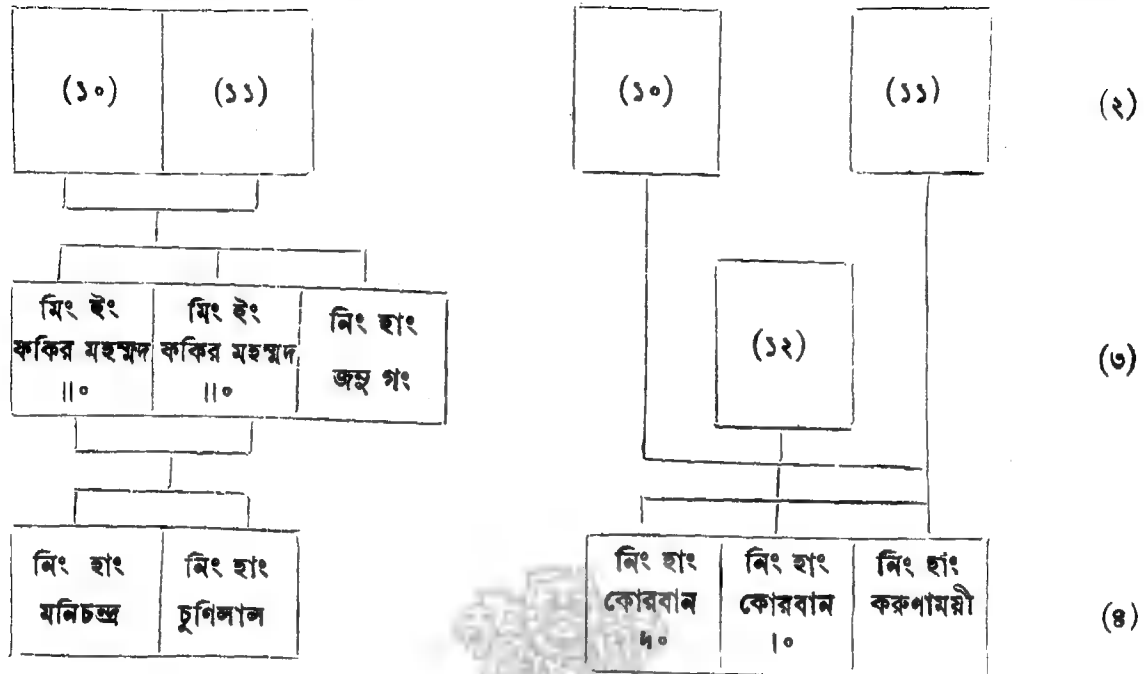 (১০) (১১) (১০) (১১) (২)
মিং ইং মিং ইং নিং হাং
ফকির মহম্মদ ফকির মহম্মদ জম্মু গং (১২) (৩)
॥০ ॥০
নিং হাং নিং হাং নিং হাং নিং হাং নিং হাং
মনিচন্দ্র চুণিলাল কোরবান কোরবান করুণাময়ী (৪)
৸০ ।০